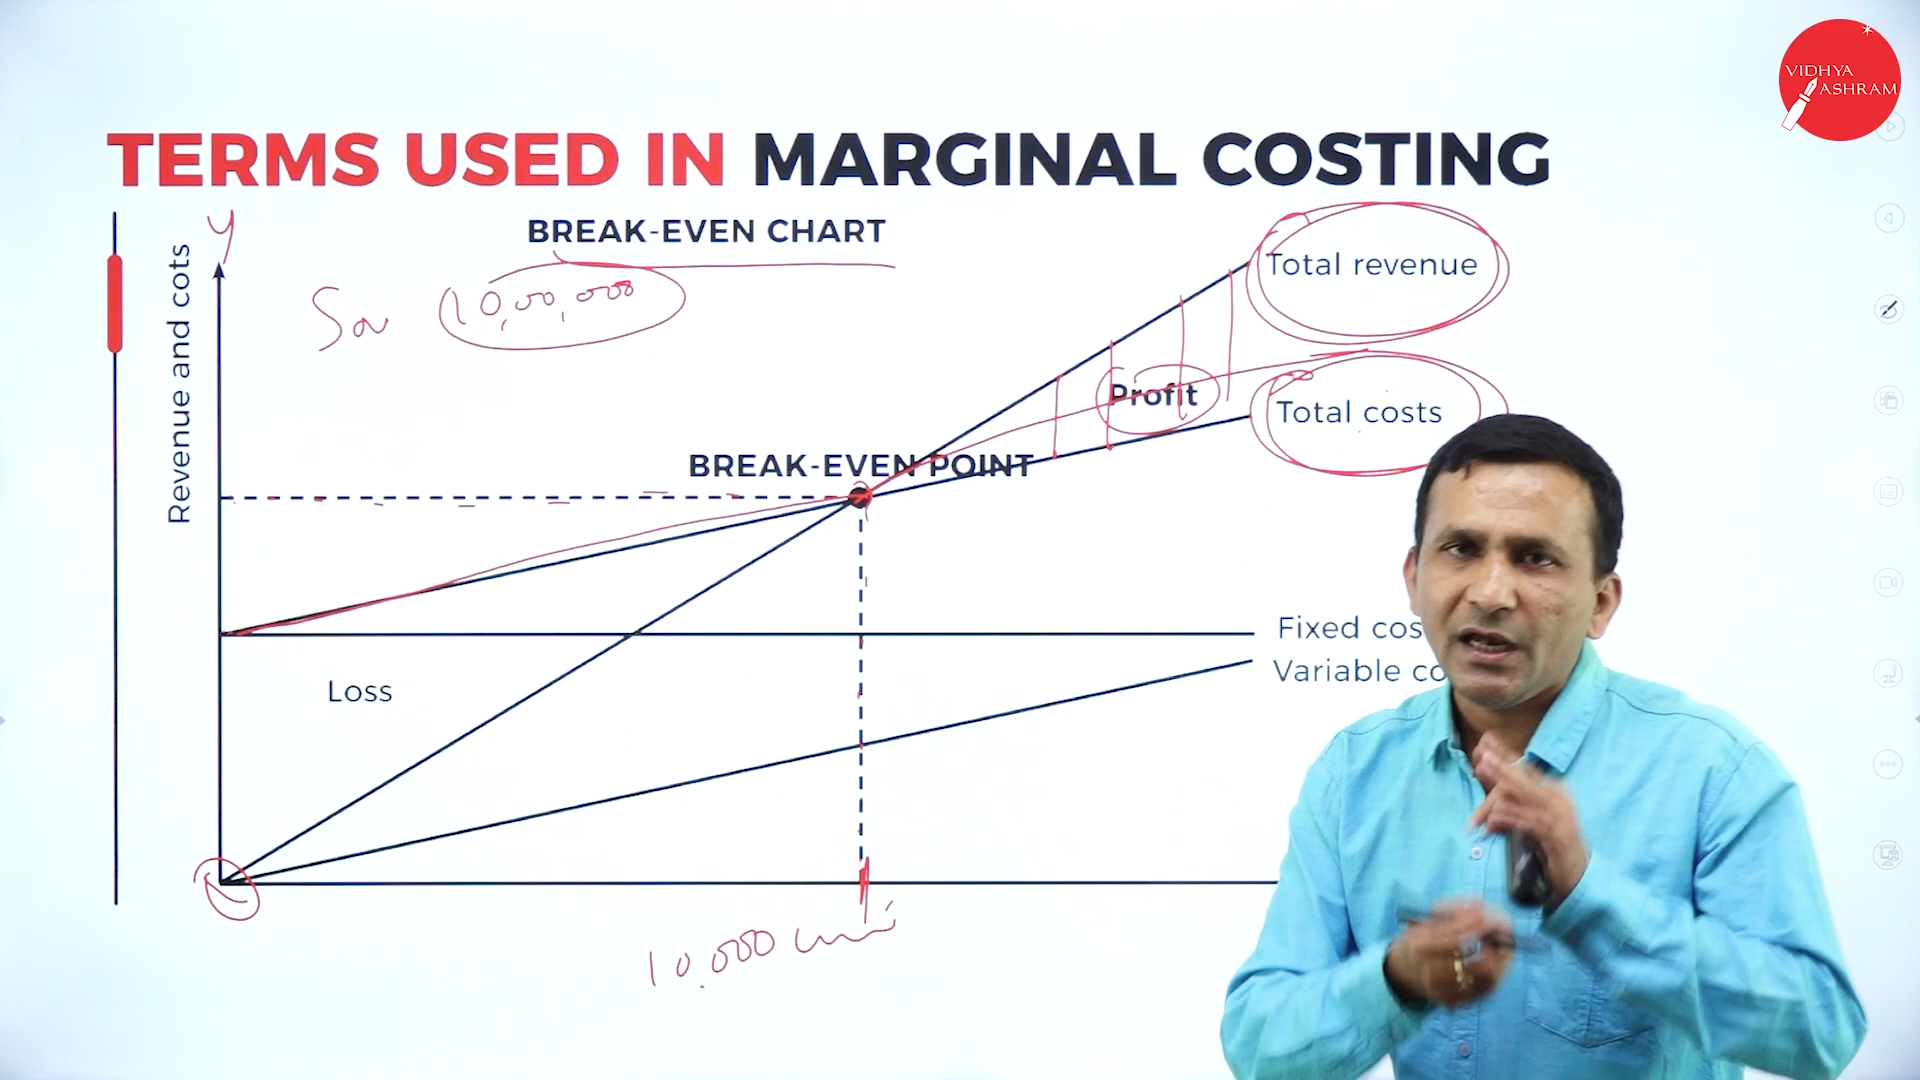 VIDHYA
ASHRAM
TERMS USED IN MARGINAL COSTING
y
BREAK-EVEN CHART
Revenue and cots
10,00,000
Total revenue
Profit
Total costs
BREAK-EVEN POINT
Fixed cos
Variable co
Loss
10,000